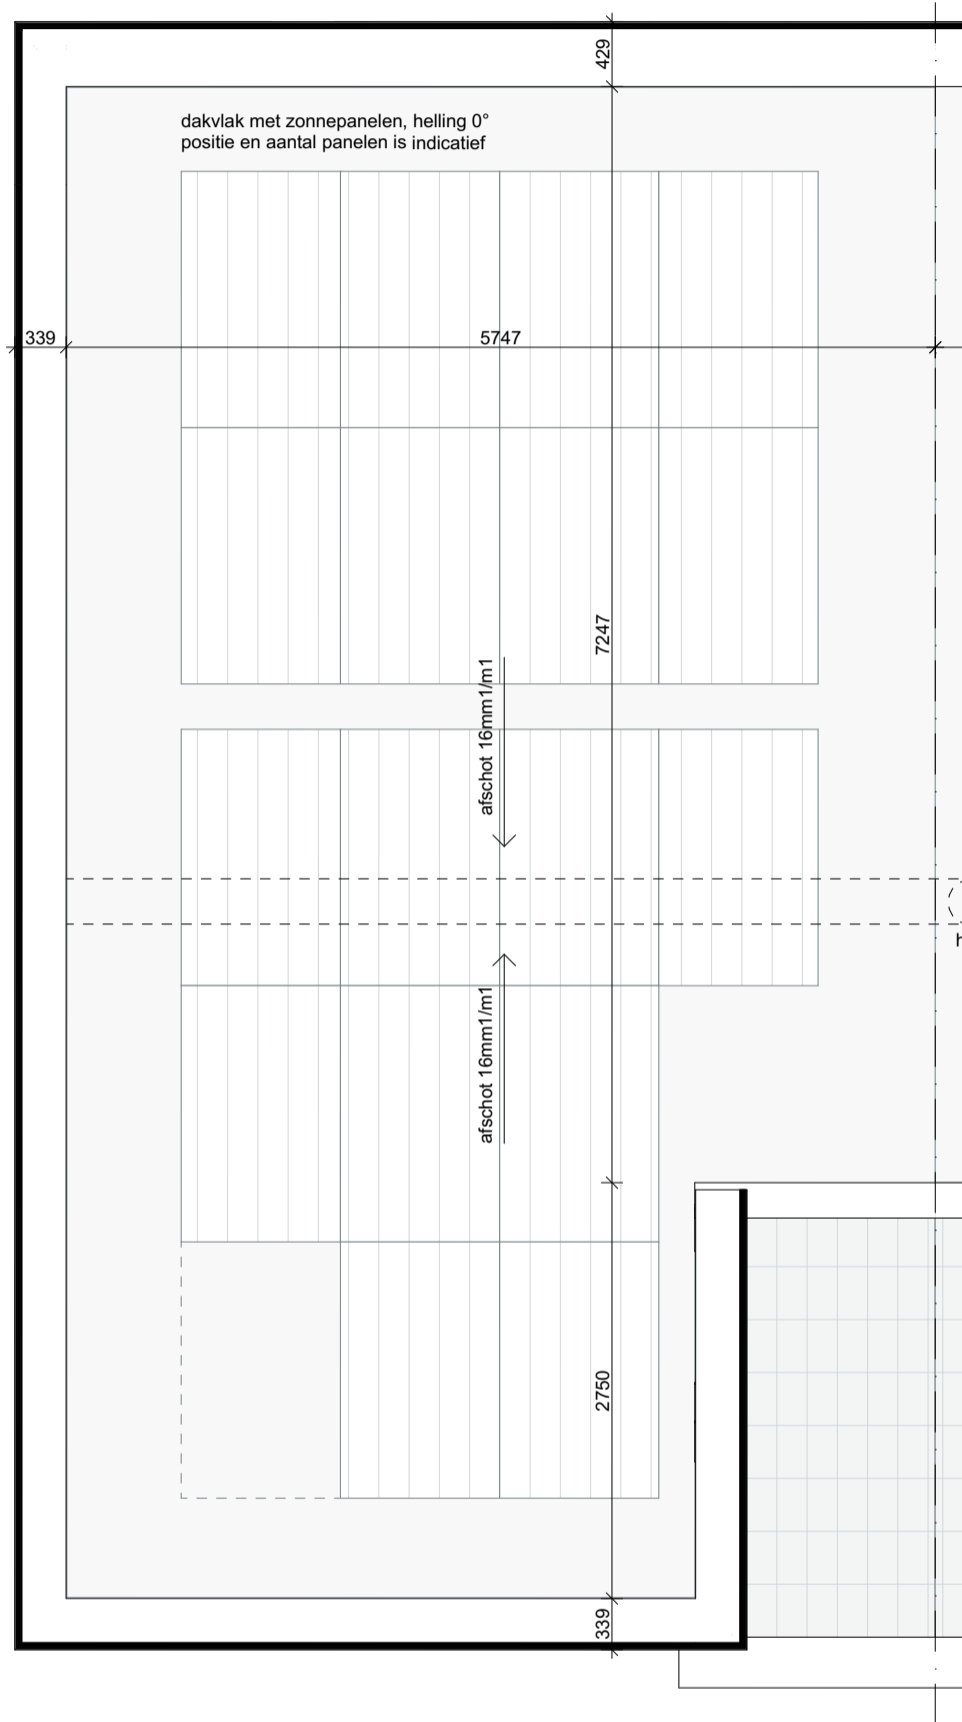 429
dakvlak met zonnepanelen, helling 0°
positie en aantal panelen is indicatief
339
5747
7247
afschot 16mm1/m1
h
afschot 16mm1/m1
2750
339